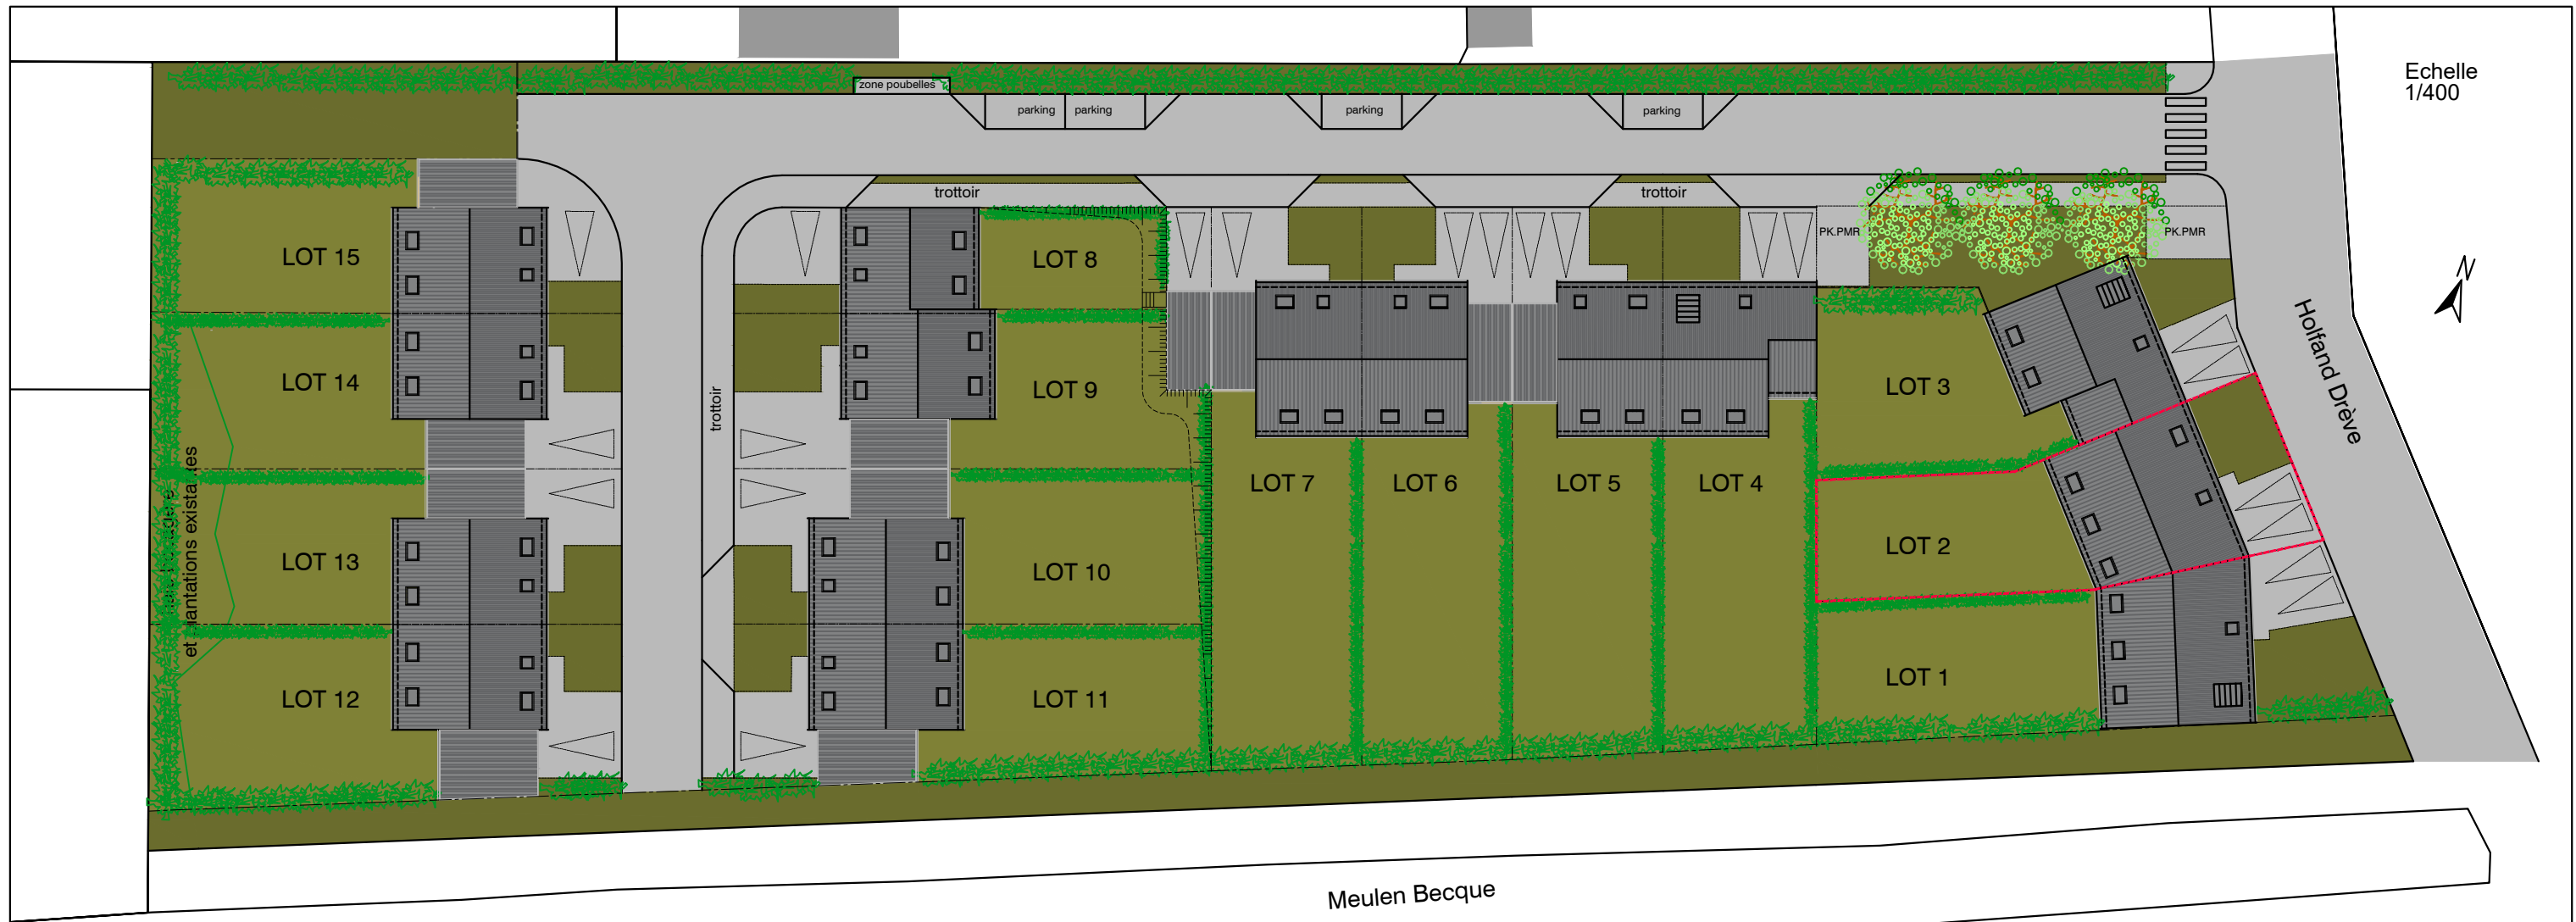 Echelle
1/400
zone poubelles
parking
parking
parking
parking
trottoir
trottoir
PK.PMR
PK.PMR
N
LOT 15
LOT 8
LOT 14
LOT 9
LOT 3
Holfand Drève
trottoir
LOT 7
LOT 6
LOT 5
LOT 4
LOT 13
LOT 10
LOT 2
et existantes
LOT 12
LOT 11
LOT 1
Meulen Becque